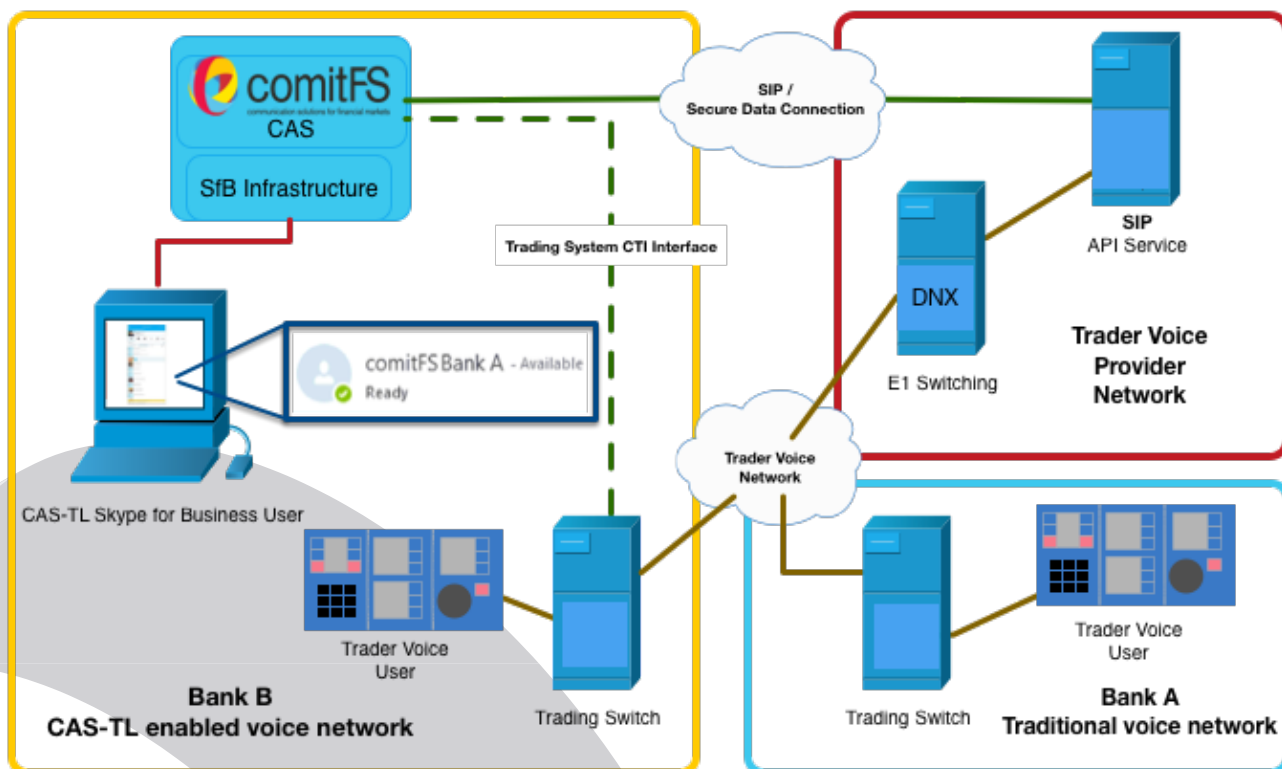 comitFS
communication solutions for financial markets
CAS
SfB Infrastructure
SIP /
Secure Data Connection
SIP
API Service
Trading System CTI Interface
DNX
E1 Switching
Trader Voice
Provider
Network
comitFS Bank A - Available
Ready
CAS-TL Skype for Business User
Trader Voice
Network
Trader Voice
User
Trading Switch
Bank B
CAS-TL enabled voice network
Trading Switch
Trader Voice
User
Bank A
Traditional voice network